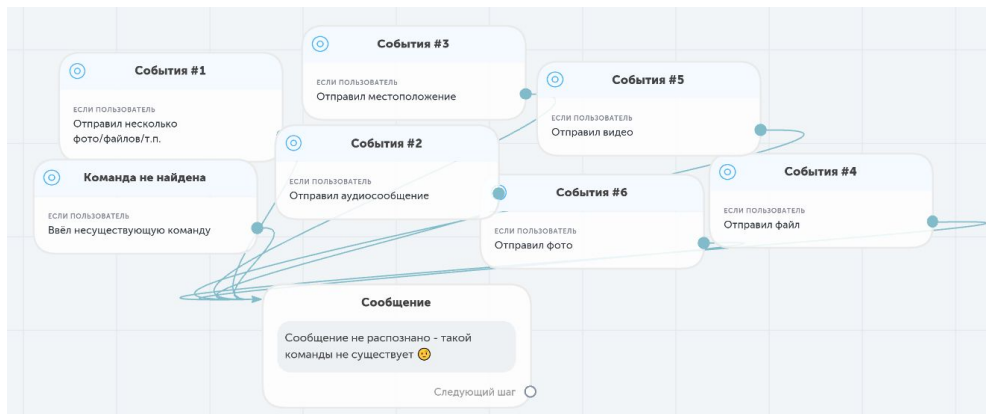 События #3
ЕСЛИ ПОЛЬЗОВАТЕЛЬ
Отправил местоположение
События #1
ЕСЛИ ПОЛЬЗОВАТЕЛЬ
Отправил несколько
фото/файлов/т.п.
События #5
ЕСЛИ ПОЛЬЗОВАТЕЛЬ
Отправил видео
События #2
ЕСЛИ ПОЛЬЗОВАТЕЛЬ
Отправил аудиосообщение
Команда не найдена
ЕСЛИ ПОЛЬЗОВАТЕЛЬ
Ввёл несуществующую команду
События #6
ЕСЛИ ПОЛЬЗОВАТЕЛЬ
Отправил фото
События #4
ЕСЛИ ПОЛЬЗОВАТЕЛЬ
Отправил файл
Сообщение
Сообщение не распознано - такой
команды не существует 🤨
Следующий шаг